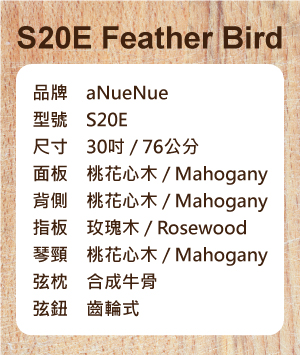 S20E Feather Bird
品牌 aNueNue
型號 S20E
尺寸 30吋 / 76公分
面板 桃花心木 / Mahogany
背側 桃花心木 / Mahogany
指板 玫瑰木 / Rosewood
琴頸 桃花心木 / Mahogany
弦枕 合成牛骨
弦鈕 齒輪式